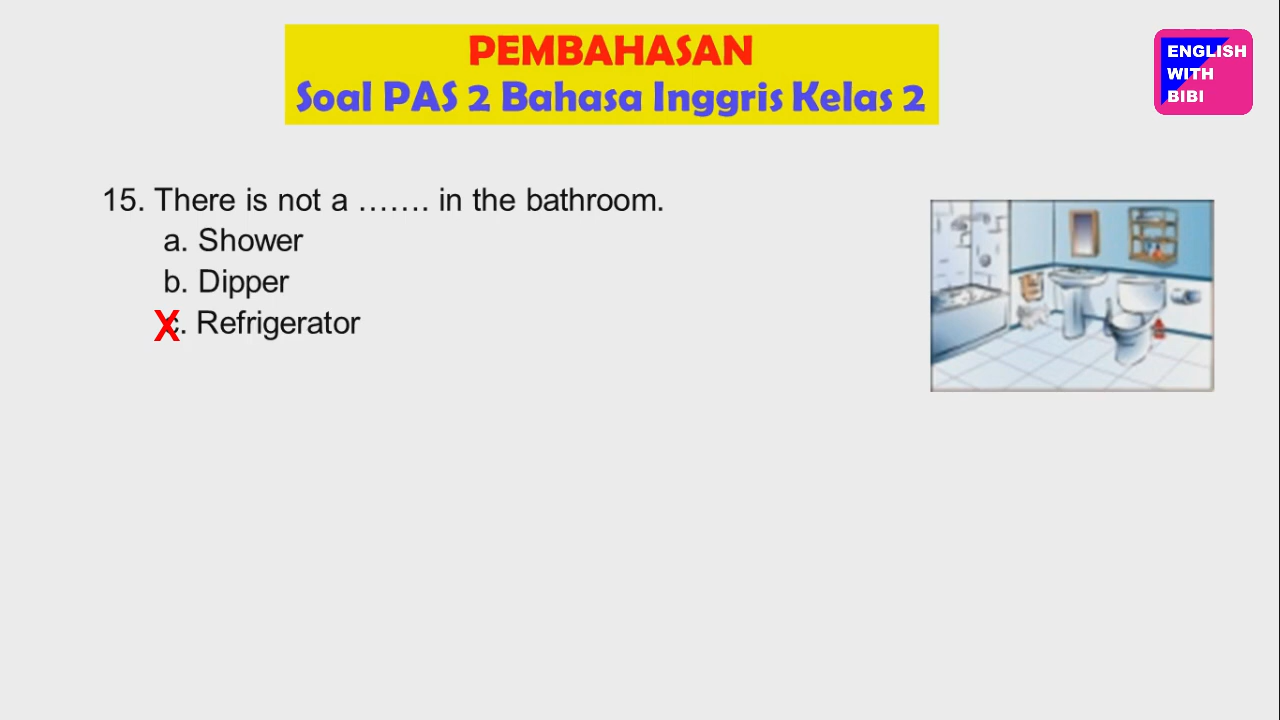 PEMBAHASAN
Soal PAS 2 Bahasa Inggris Kelas 2
ENGLISH
WITH
BIBI
15. There is not a ……. in the bathroom.
a. Shower
b. Dipper
X c. Refrigerator